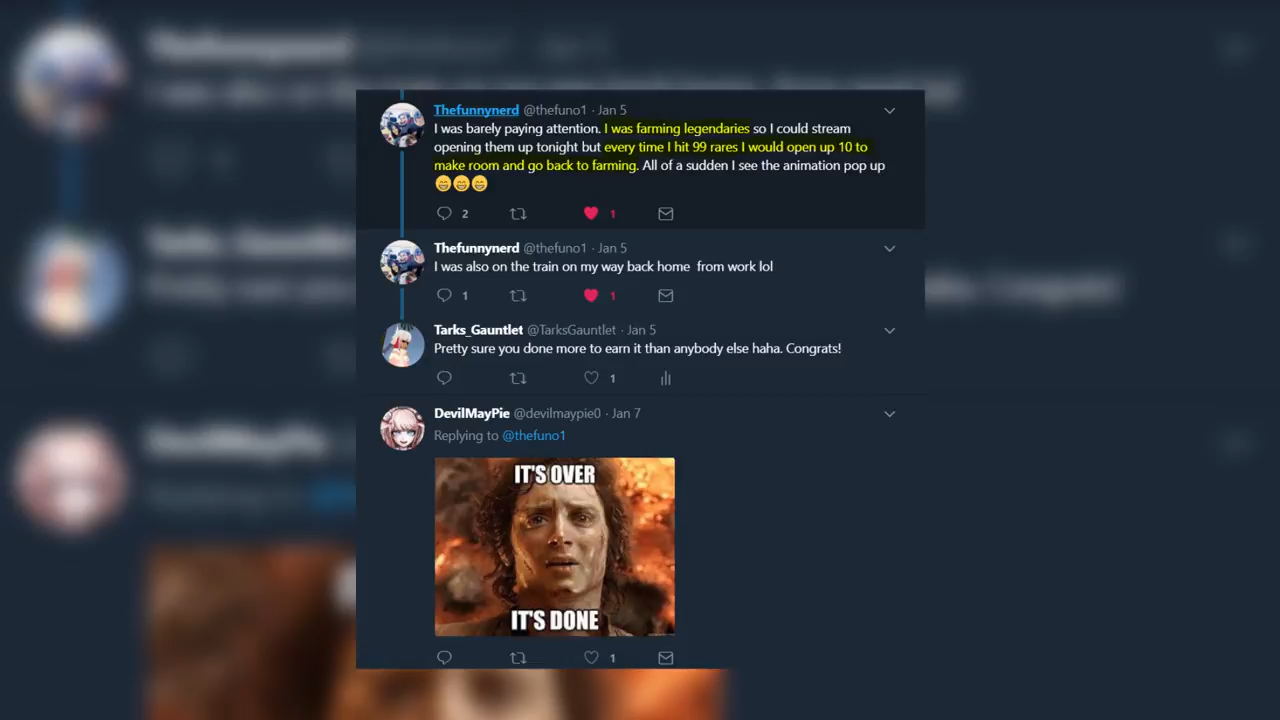 Thefunnynerd @thefuno1 · Jan 5
I was barely paying attention. I was farming legendaries so I could stream
opening them up tonight but every time I hit 99 rares I would open up 10 to
make room and go back to farming. All of a sudden I see the animation pop up
😄😄😄
2 1
Thefunnynerd @thefuno1 · Jan 5
I was also on the train on my way back home  from work lol
1 1
Tarks_Gauntlet @TarksGauntlet · Jan 5
Pretty sure you done more to earn it than anybody else haha. Congrats!
1
DevilMayPie @devilmaypie0 · Jan 7
Replying to @thefuno1
IT'S OVER
IT'S DONE
1